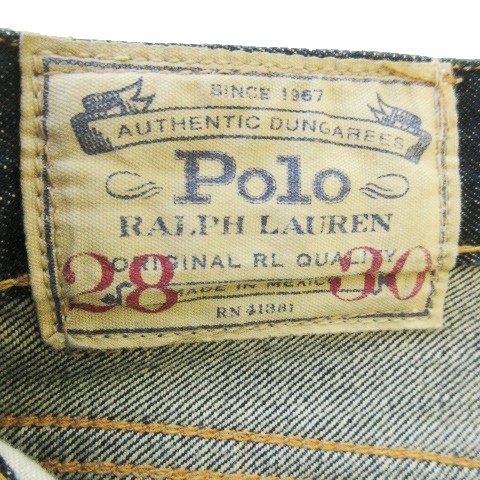 SINCE 1967
AUTHENTIC DUNGAREES
Polo
RALPH LAUREN
ORIGINAL RL QUALITY
28 30
MADE IN MEXICO
RN 41381